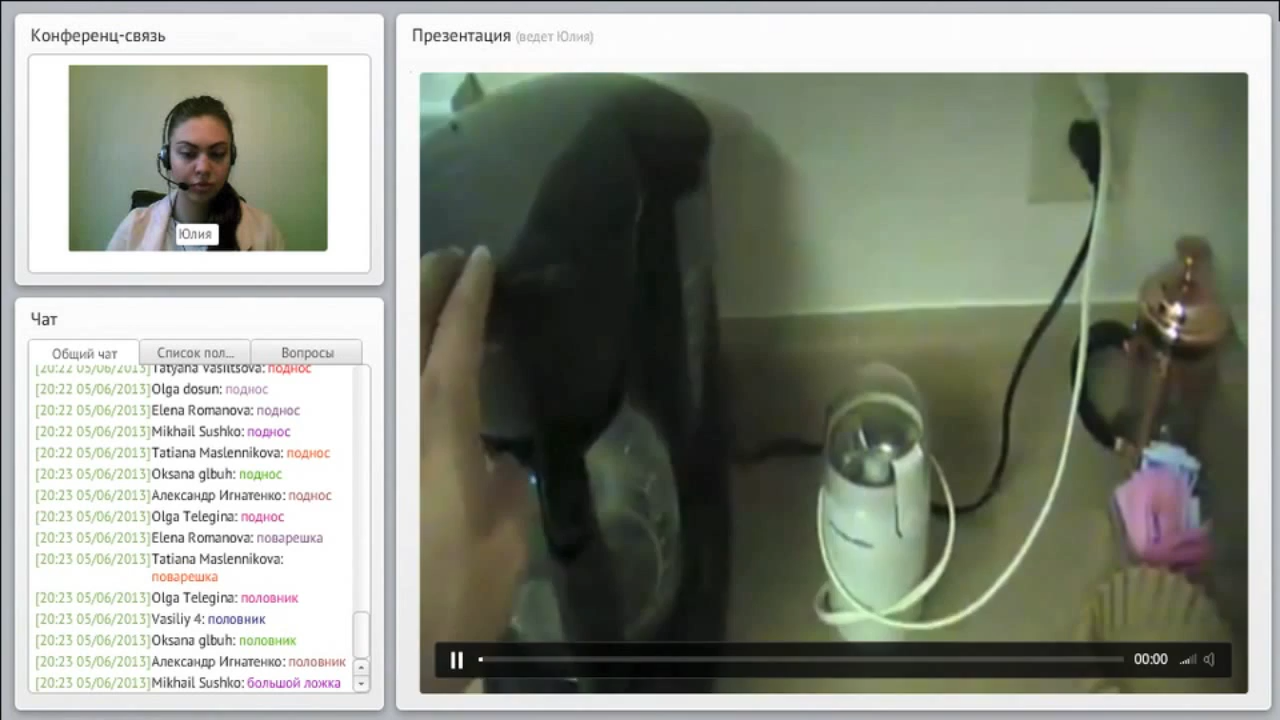 Конференц-связь
Юлия
Чат
Общий чат
Список пол...
Вопросы
[20:22 05/06/2013]Tatyana Vasiltsova: поднос
[20:22 05/06/2013]Olga dosun: поднос
[20:22 05/06/2013]Elena Romanova: поднос
[20:22 05/06/2013]Mikhail Sushko: поднос
[20:22 05/06/2013]Tatiana Maslennikova: поднос
[20:23 05/06/2013]Oksana glbuh: поднос
[20:23 05/06/2013]Александр Игнатенко: поднос
[20:23 05/06/2013]Olga Telegina: поднос
[20:23 05/06/2013]Elena Romanova: поварешка
[20:23 05/06/2013]Tatiana Maslennikova:
поварешка
[20:23 05/06/2013]Olga Telegina: половник
[20:23 05/06/2013]Vasiliy 4: половник
[20:23 05/06/2013]Oksana glbuh: половник
[20:23 05/06/2013]Александр Игнатенко: половник
[20:23 05/06/2013]Mikhail Sushko: большой ложка
Презентация (ведет Юлия)
00:00